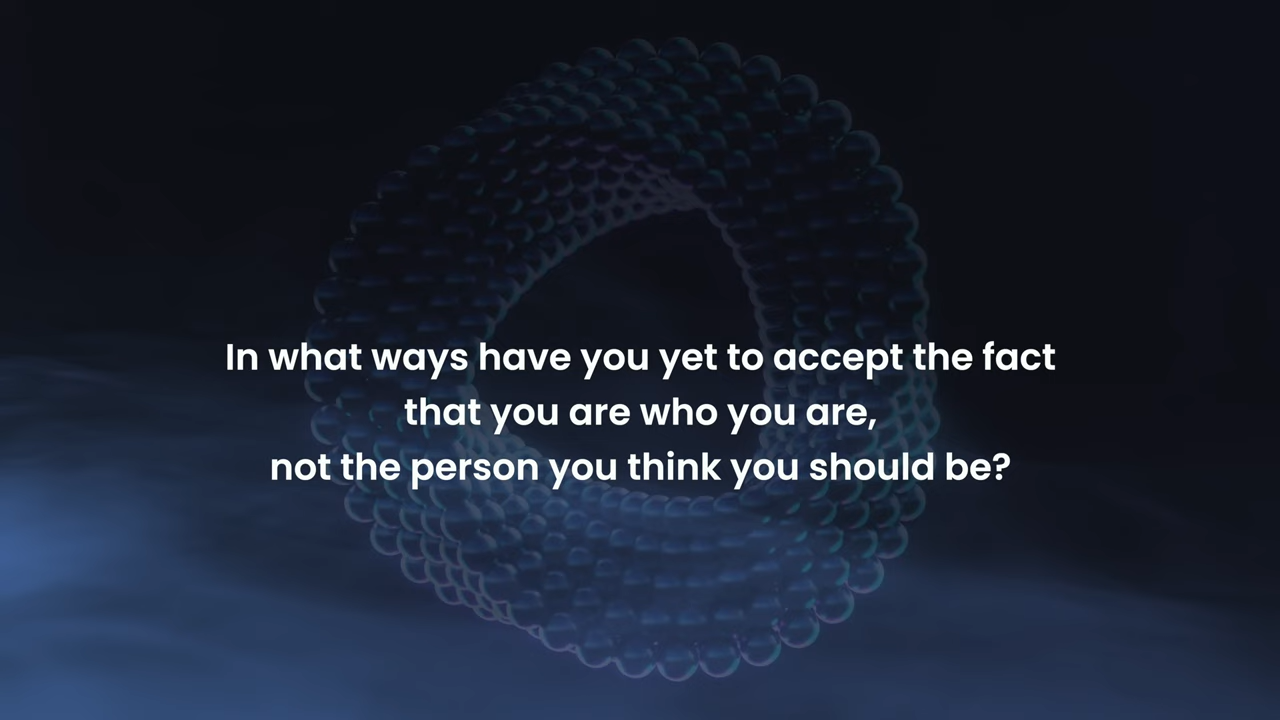 In what ways have you yet to accept the fact
that you are who you are,
not the person you think you should be?